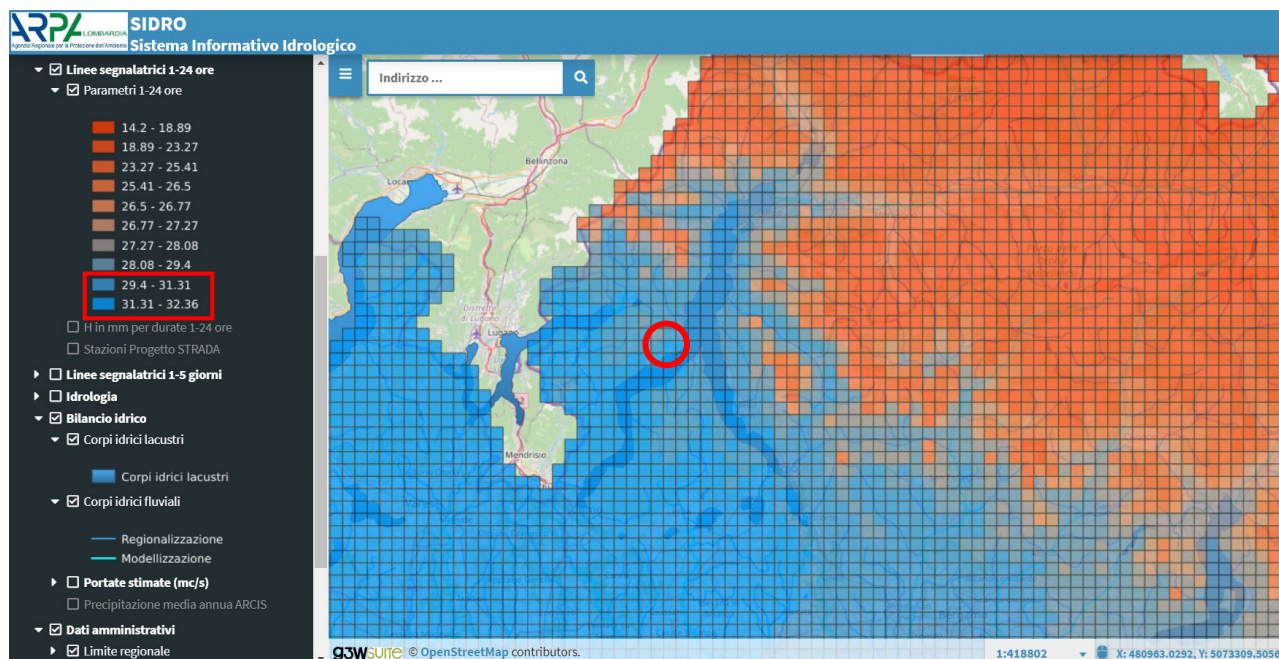 ARPA LOMBARDIA
Agenzia Regionale per la Protezione dell'Ambiente
SIDRO
Sistema Informativo Idrologico
Linee segnalatrici 1-24 ore
Parametri 1-24 ore
14.2 - 18.89
18.89 - 23.27
23.27 - 25.41
25.41 - 26.5
26.5 - 26.77
26.77 - 27.27
27.27 - 28.08
28.08 - 29.4
29.4 - 31.31
31.31 - 32.36
H in mm per durate 1-24 ore
Stazioni Progetto STRADA
Linee segnalatrici 1-5 giorni
Idrologia
Bilancio idrico
Corpi idrici lacustri
Corpi idrici lacustri
Corpi idrici fluviali
Regionalizzazione
Modellizzazione
Portate stimate (mc/s)
Precipitazione media annua ARCIS
Dati amministrativi
Limite regionale
Indirizzo ...
Bellinzona
Distretto
di Lugano
Lugano
Mendrisio
Varese
Bergamo
G3WSUITE © OpenStreetMap contributors.
1:418802
X: 480963.0292, Y: 5073309.5056